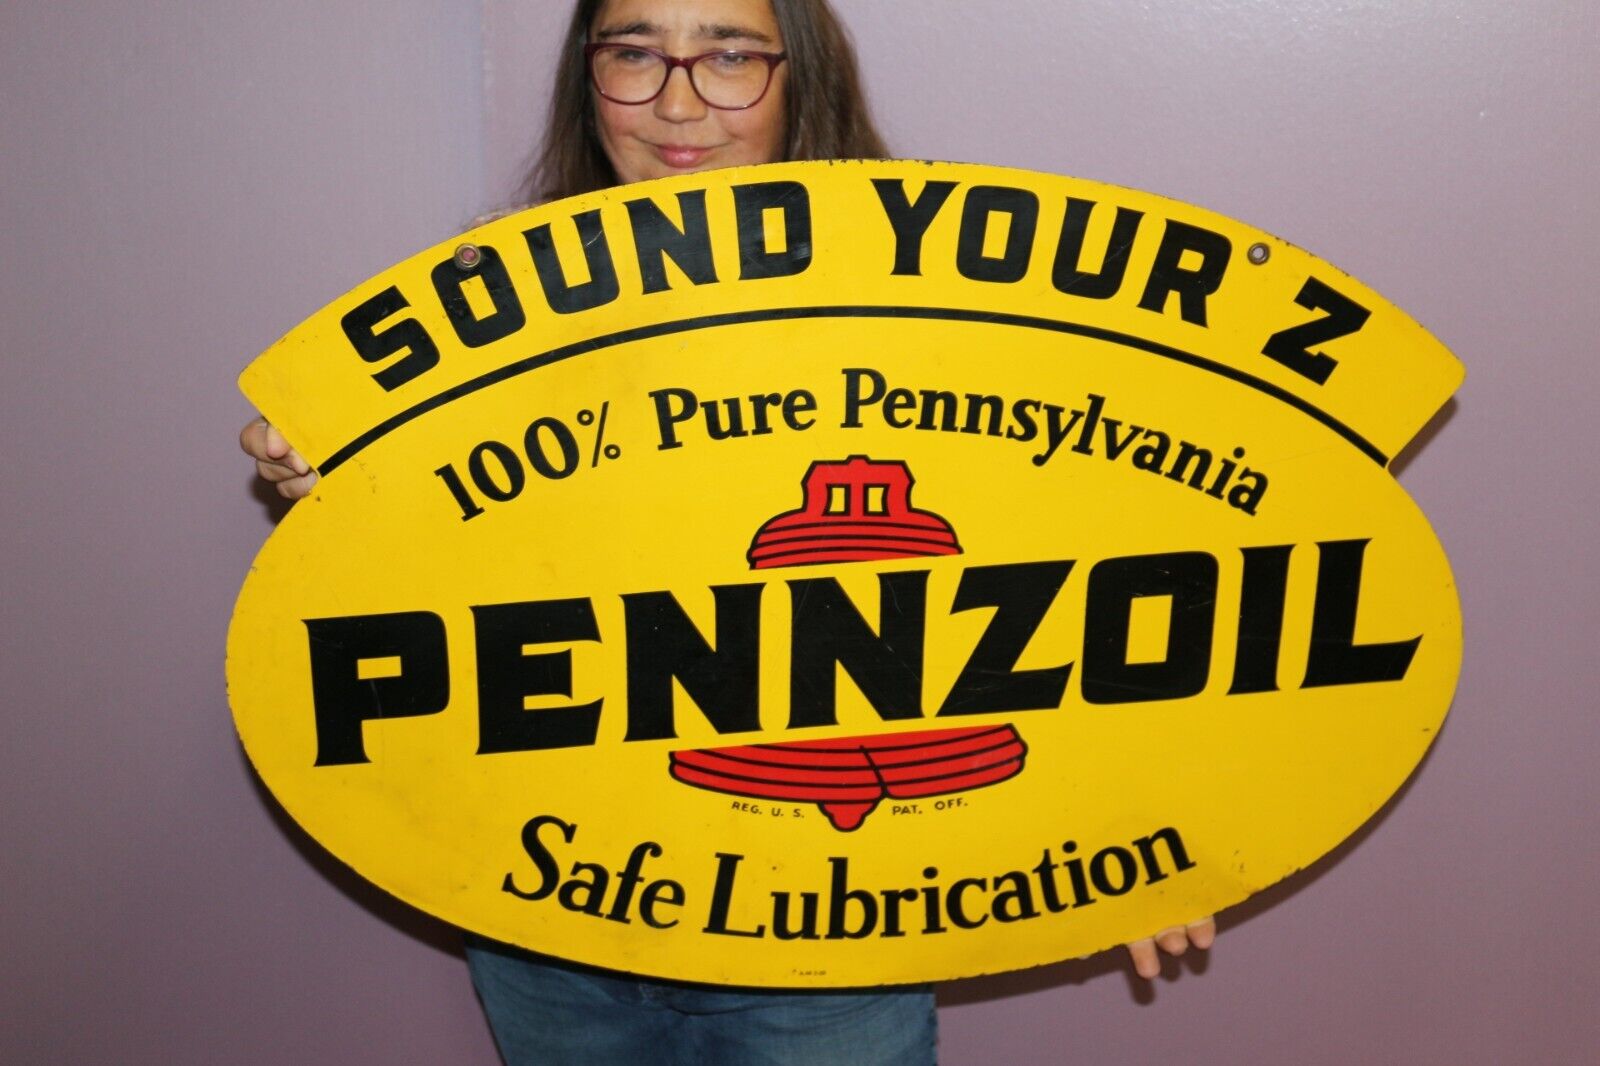 SOUND YOUR Z
100% Pure Pennsylvania
PENNZOIL
REG. U. S. PAT. OFF.
Safe Lubrication